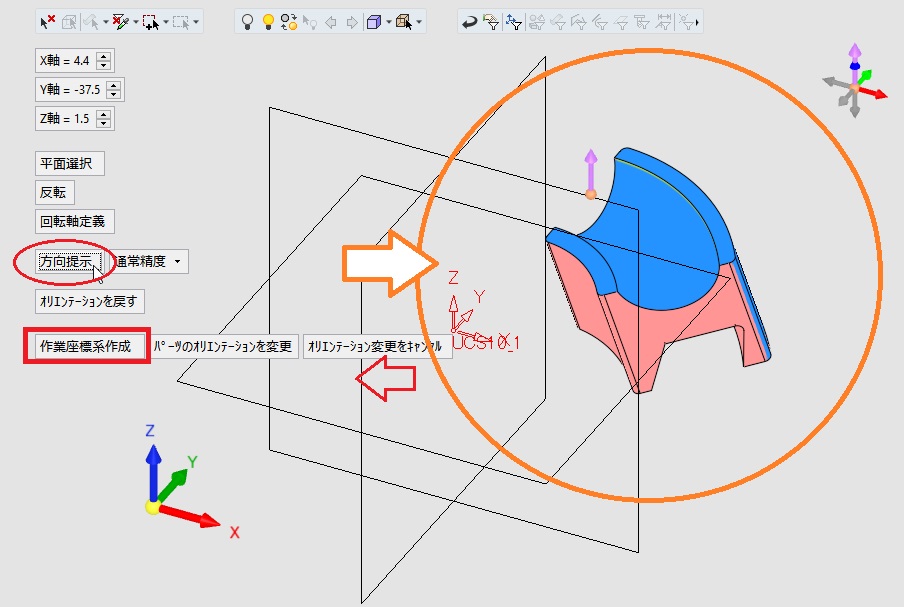 X軸 = 4.4
Y軸 = -37.5
Z軸 = 1.5
平面選択
反転
回転軸定義
方向提示
通常精度
ｵﾘｴﾝﾃｰｼｮﾝを戻す
作業座標系作成
ﾊﾟｰﾂのオリエンテーションを変更
オリエンテーション変更をｷｬﾝｾﾙ
Z
Y
X
UCS10_1
Z
Y
X